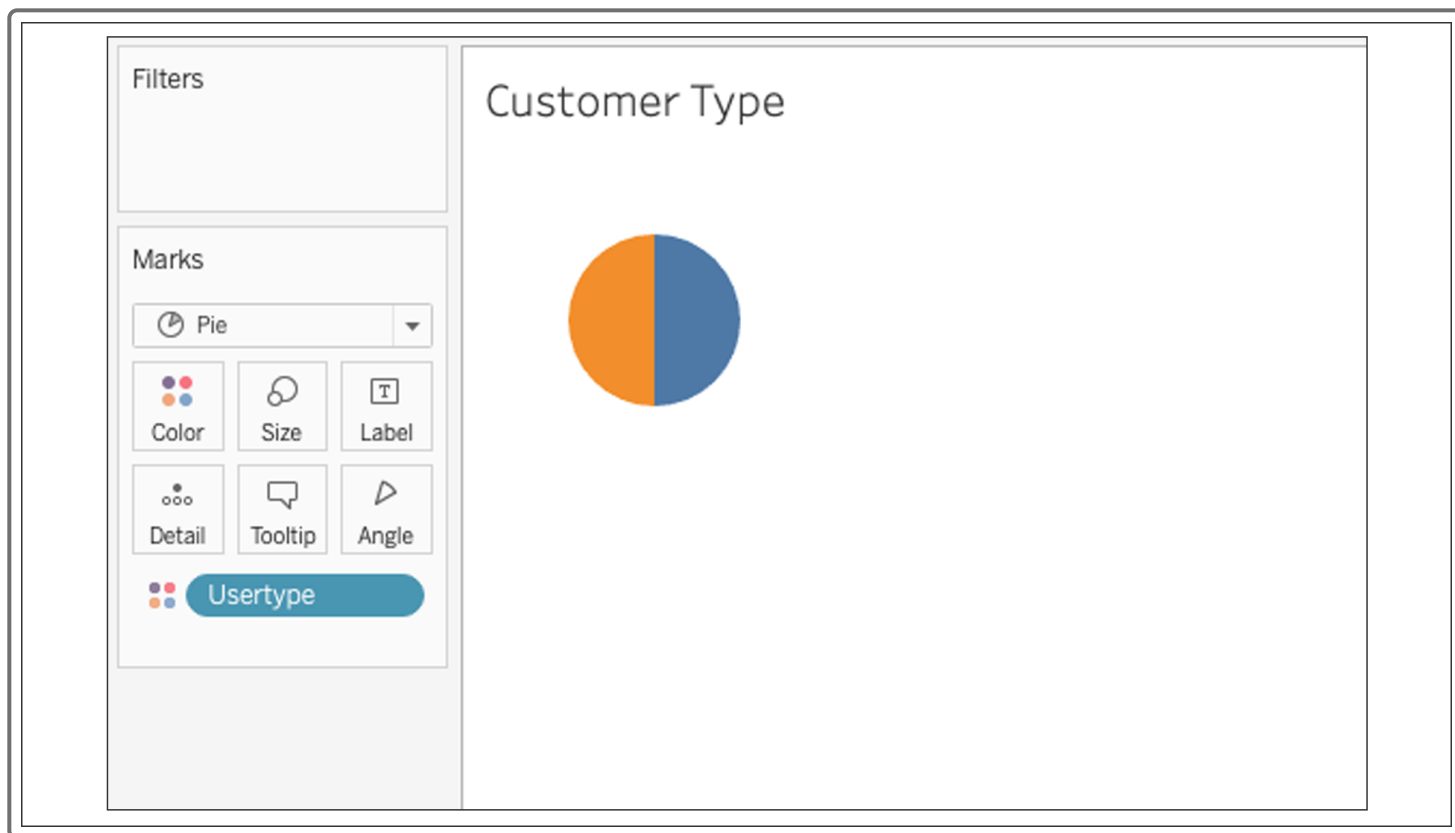 Filters
Customer Type
Marks
Pie
Color Size Label
Detail Tooltip Angle
Usertype